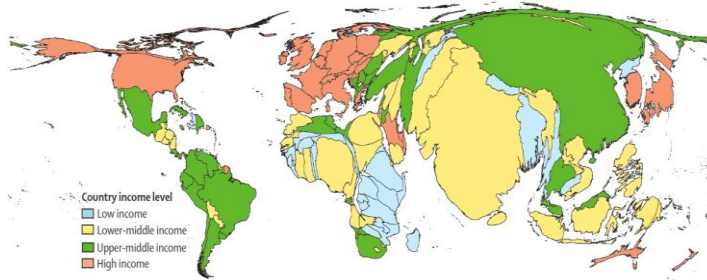 Country income level
Low income
Lower-middle income
Upper-middle income
High income